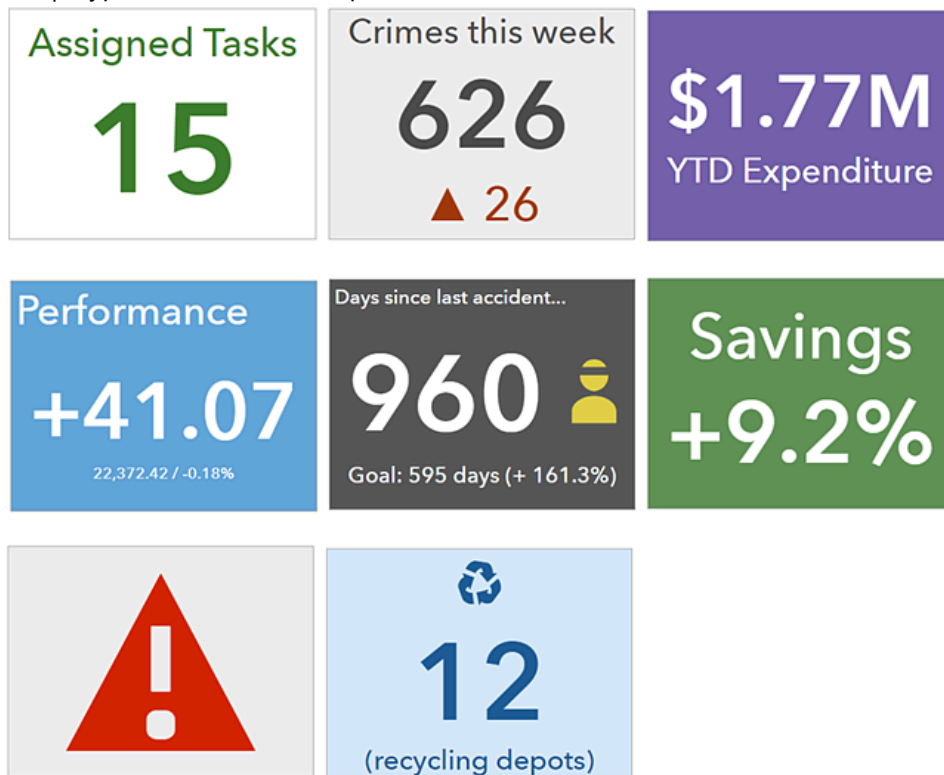 Assigned Tasks
15
Crimes this week
626
▲ 26
$1.77M
YTD Expenditure
Performance
+41.07
22,372.42 / -0.18%
Days since last accident...
960
Goal: 595 days (+ 161.3%)
Savings
+9.2%
!
12
(recycling depots)